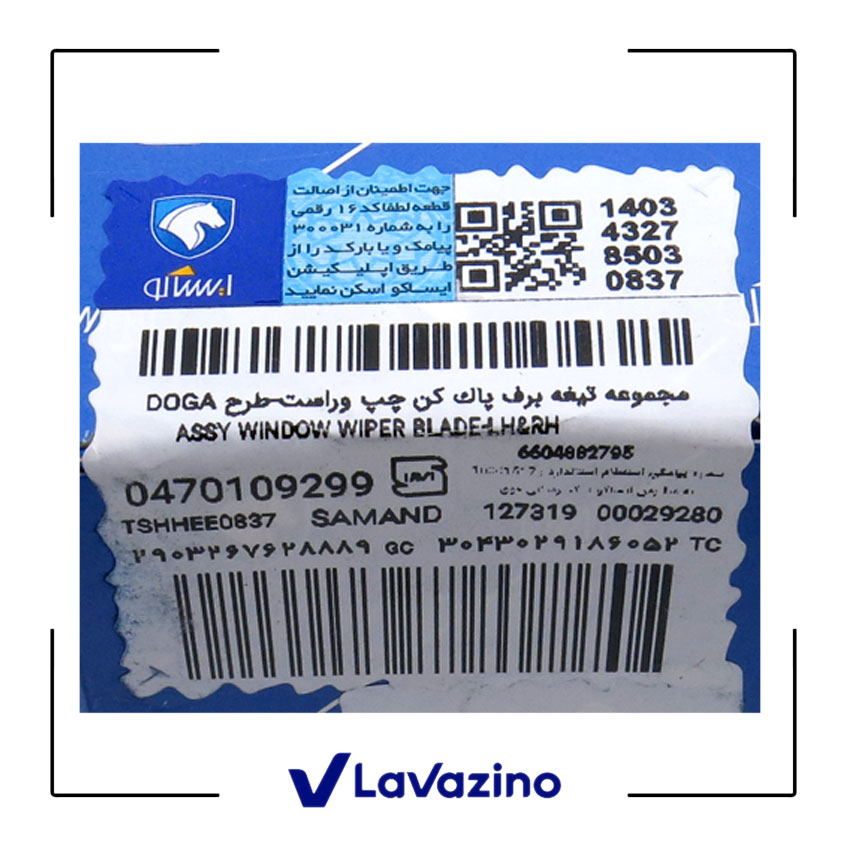 ایساکو
جهت اطمینان از اصالت
قطعه لطفا کد ۱۶ رقمی
را به شماره ۳۰۰۰۳۱
پیامک و یا بارکد را از
طریق اپلیکیشن
ایساکو اسکن نمایید
1403
4327
8503
0837
مجموعه تیغه برف پاك کن چپ وراست-طرح DOGA
ASSY WINDOW WIPER BLADE-LH&RH
6604882795
0470109299
TSHHEE0837 SAMAND 127319 00029280
۲۹۰۳۲۶۷۶۲۸۸۸۹ GC ۳۰۴۳۰۲۹۱۸۶۰۵۲ TC
LaVazino